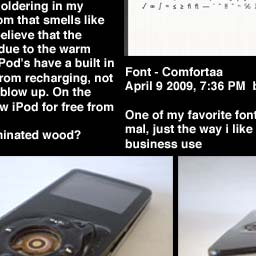 oldering in my
om that smells like
elieve that the
due to the warm
Pod's have a built in
rom recharging, not
blow up. On the
w iPod for free from
minated wood?
Font - Comfortaa
April 9 2009, 7:36 PM b
One of my favorite font
mal, just the way i like
business use